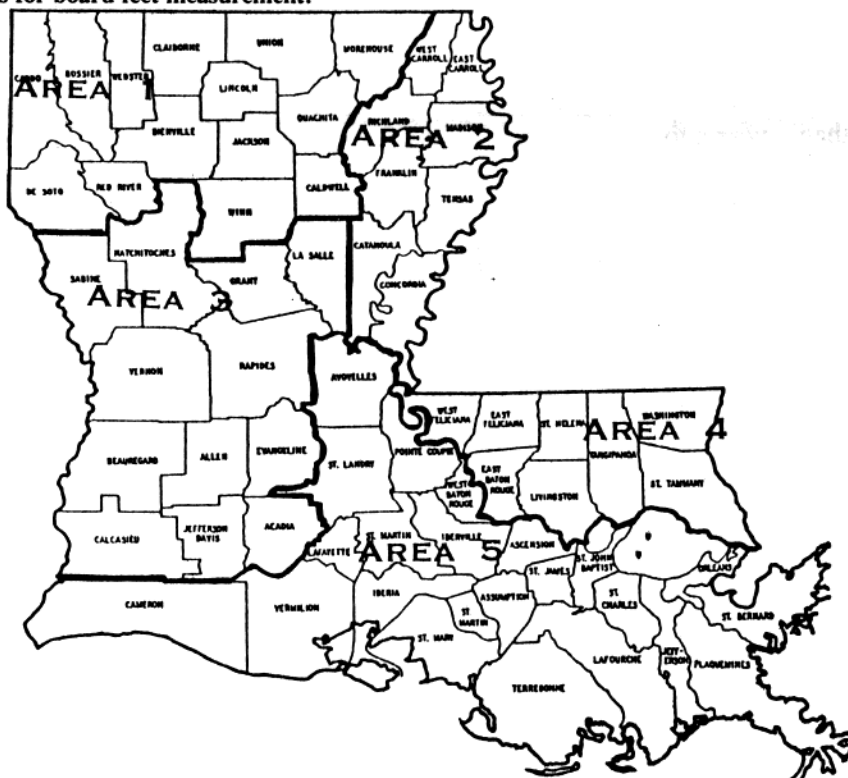 s for board feet measurement.
CLAIBORNE
UNION
MOREHOUSE
WEST CARROLL
EAST CARROLL
CADDO
BOSSIER
WEBSTER
LINCOLN
AREA 1
OUACHITA
RICHLAND
MADISON
AREA 2
BIENVILLE
JACKSON
FRANKLIN
DE SOTO
RED RIVER
CALDWELL
TENSAS
WINN
NATCHITOCHES
LA SALLE
CATAHOULA
SABINE
GRANT
CONCORDIA
AREA 3
VERNON
RAPIDES
AVOYELLES
WEST FELICIANA
EAST FELICIANA
ST. HELENA
WASHINGTON
AREA 4
BEAUREGARD
ALLEN
EVANGELINE
ST. LANDRY
POINTE COUPEE
TANGIPAHOA
WEST BATON ROUGE
EAST BATON ROUGE
LIVINGSTON
ST. TAMMANY
CALCASIEU
JEFFERSON DAVIS
ACADIA
LAFAYETTE
ST. MARTIN
IBERVILLE
AREA 5
ASCENSION
ST. JOHN BAPTIST
ST. JAMES
ORLEANS
CAMERON
VERMILION
IBERIA
ASSUMPTION
ST. CHARLES
ST. MARTIN
ST. MARY
ST. BERNARD
LAFOURCHE
JEFF-ERSON
PLAQUEMINES
TERREBONNE